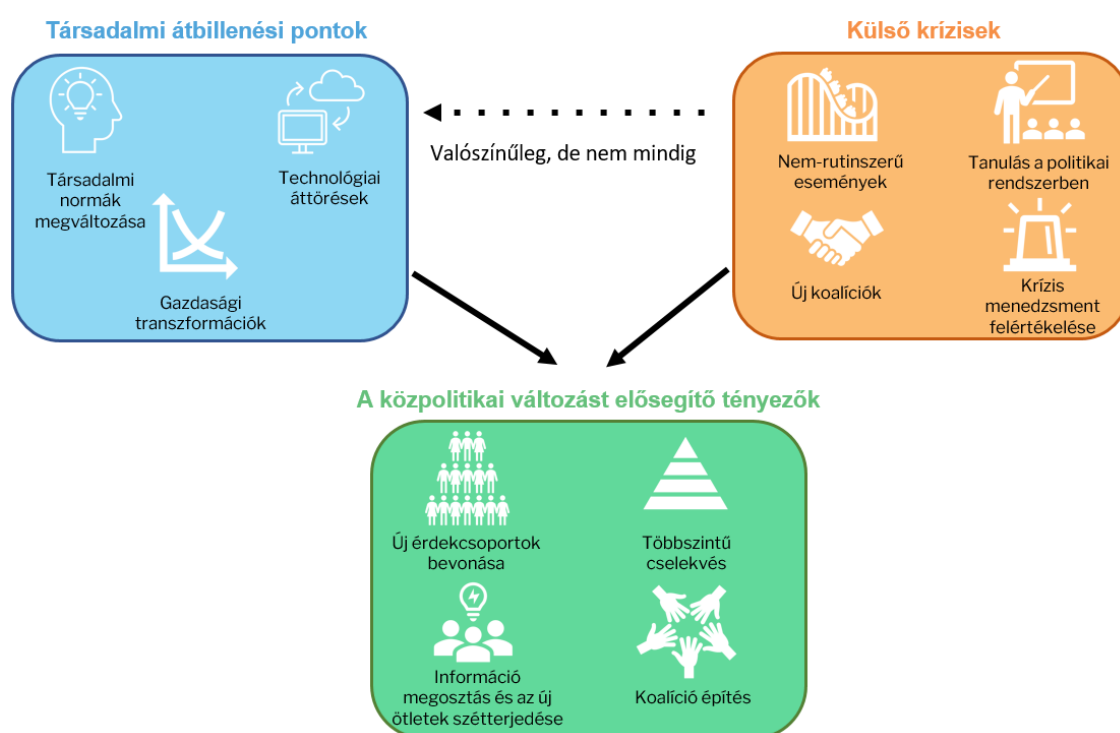 Társadalmi átbillenési pontok
Társadalmi
normák
megváltozása
Technológiai
áttörések
Gazdasági
transzformációk
Valószínűleg, de nem mindig
Külső krízisek
Nem-rutinszerű
események
Tanulás a politikai
rendszerben
Új koalíciók
Krízis
menedzsment
felértékelése
A közpolitikai változást elősegítő tényezők
Új érdekcsoportok
bevonása
Többszintű
cselekvés
Információ
megosztás és az új
ötletek szétterjedése
Koalíció építés